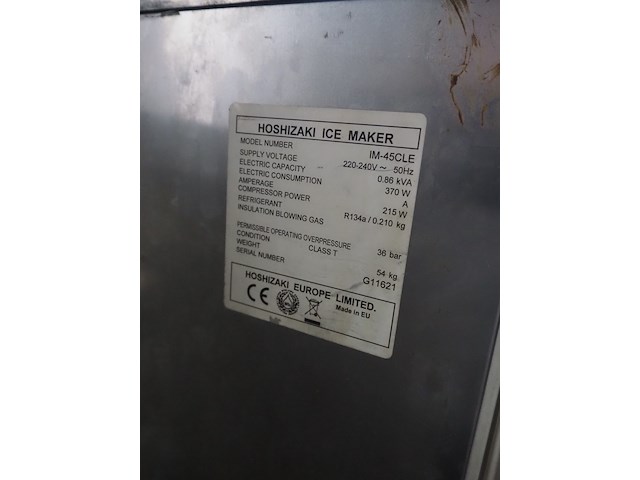 HOSHIZAKI ICE MAKER
MODEL NUMBER IM-45CLE
SUPPLY VOLTAGE 220-240V ~ 50Hz
ELECTRIC CAPACITY 0.86 kVA
ELECTRIC CONSUMPTION 370 W
AMPERAGE A
COMPRESSOR POWER 215 W
REFRIGERANT R134a / 0.210 kg
INSULATION BLOWING GAS
PERMISSIBLE OPERATING OVERPRESSURE 36 bar
CONDITION CLASS T
WEIGHT 54 kg
SERIAL NUMBER G11621
HOSHIZAKI EUROPE LIMITED.
CE Made in EU